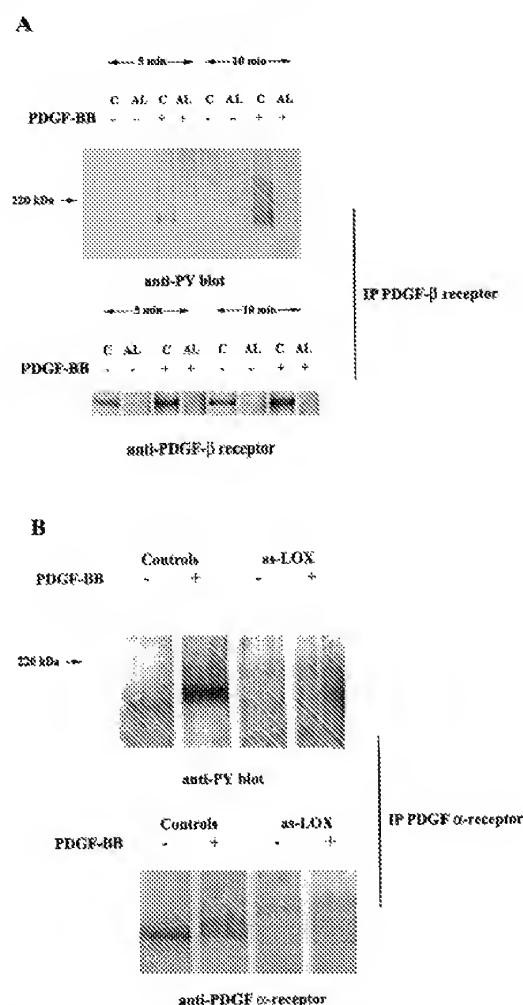 A
5 min 10 min
C AL C AL C AL C AL
PDGF-BB - - + + - - + +
220 kDa
anti-PY blot
IP PDGF-β receptor
5 min 10 min
C AL C AL C AL C AL
PDGF-BB - - + + - - + +
anti-PDGF-β receptor
B
Controls as-LOX
PDGF-BB - + - +
220 kDa
anti-PY blot
IP PDGF α-receptor
Controls as-LOX
PDGF-BB - + - +
anti-PDGF α-receptor